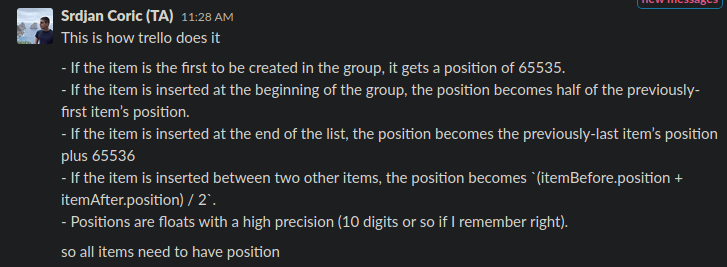 new messages
Srdjan Coric (TA) 11:28 AM
This is how trello does it
- If the item is the first to be created in the group, it gets a position of 65535.
- If the item is inserted at the beginning of the group, the position becomes half of the previously-
first item’s position.
- If the item is inserted at the end of the list, the position becomes the previously-last item’s position
plus 65536
- If the item is inserted between two other items, the position becomes `(itemBefore.position +
itemAfter.position) / 2`.
- Positions are floats with a high precision (10 digits or so if I remember right).
so all items need to have position